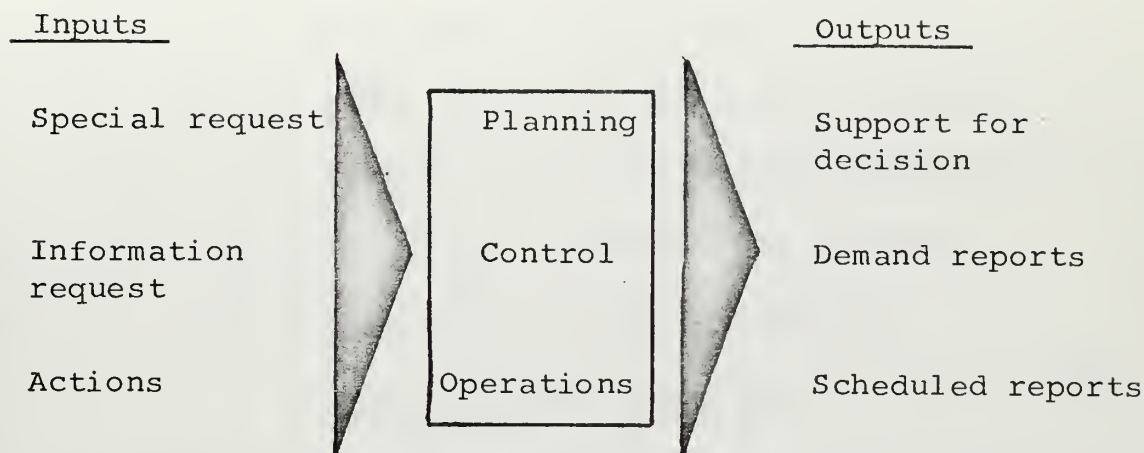 Inputs
Outputs
Special request
Planning
Support for
decision
Information
request
Control
Demand reports
Actions
Operations
Scheduled reports